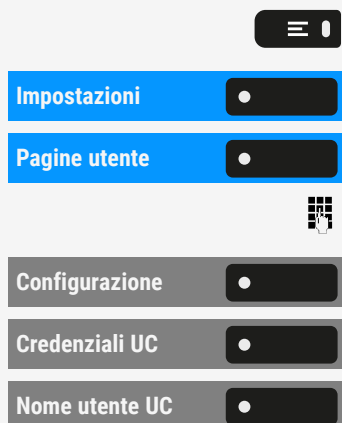 Impostazioni
Pagine utente
Configurazione
Credenziali UC
Nome utente UC